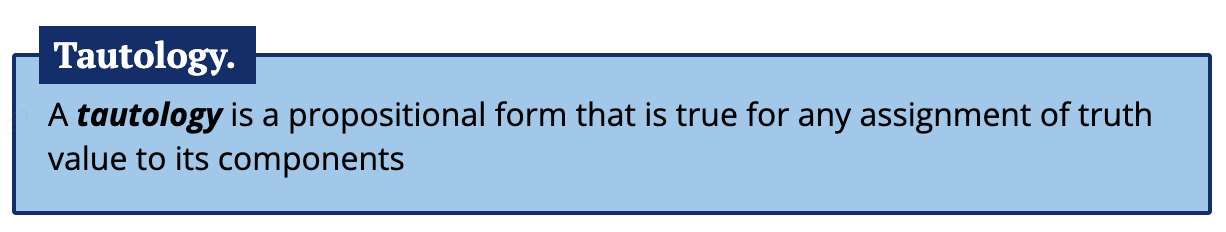 Tautology.
A tautology is a propositional form that is true for any assignment of truth
value to its components